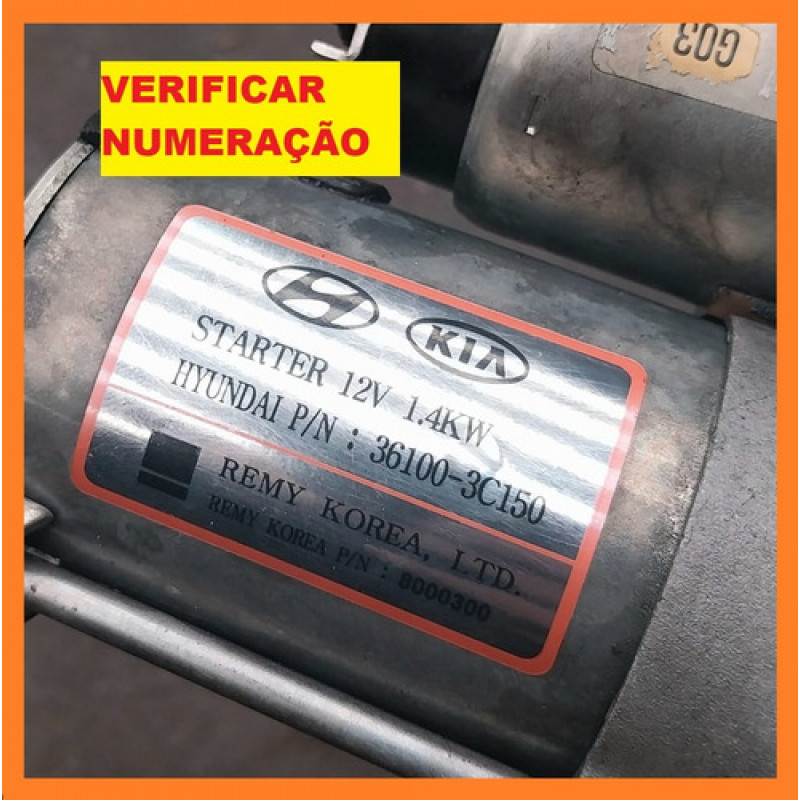 VERIFICAR
NUMERAÇÃO
G03
KIA
STARTER 12V 1.4KW
HYUNDAI P/N : 36100-3C150
REMY KOREA, LTD.
REMY KOREA P/N : 8000300